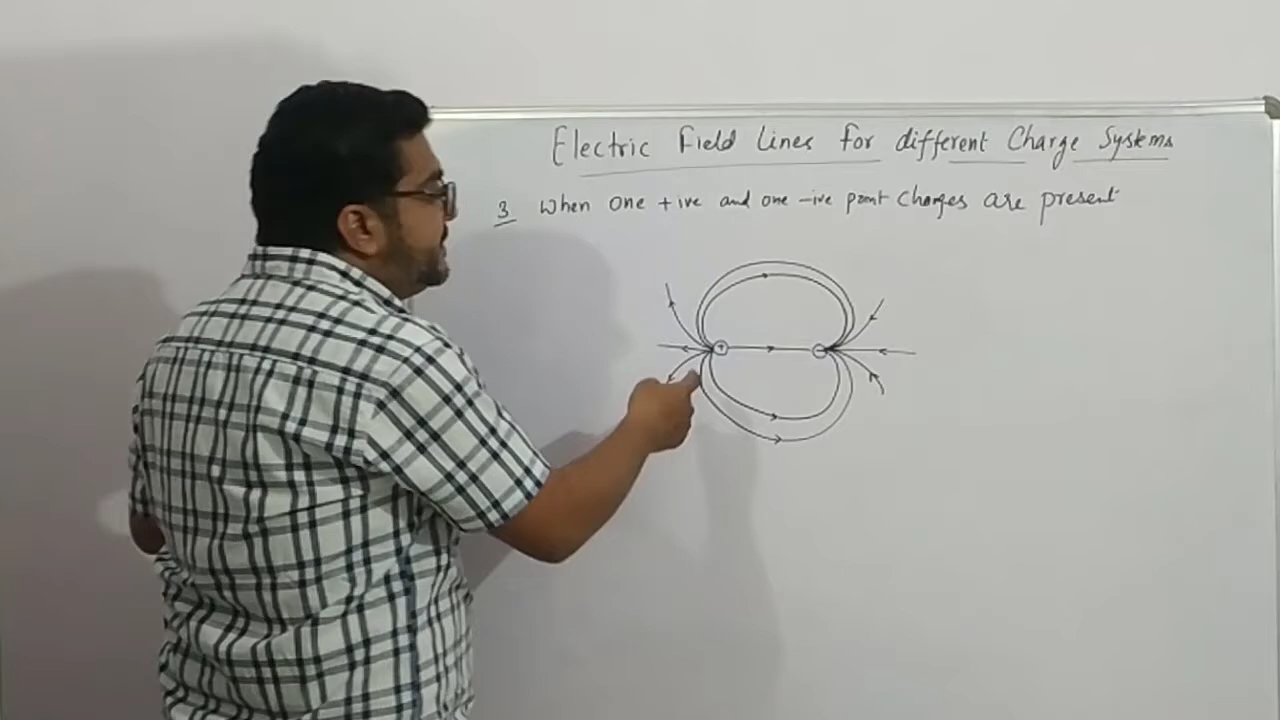 Electric Field Lines for different Charge Systems
3 When one +ive and one -ive point charges are present
+ -